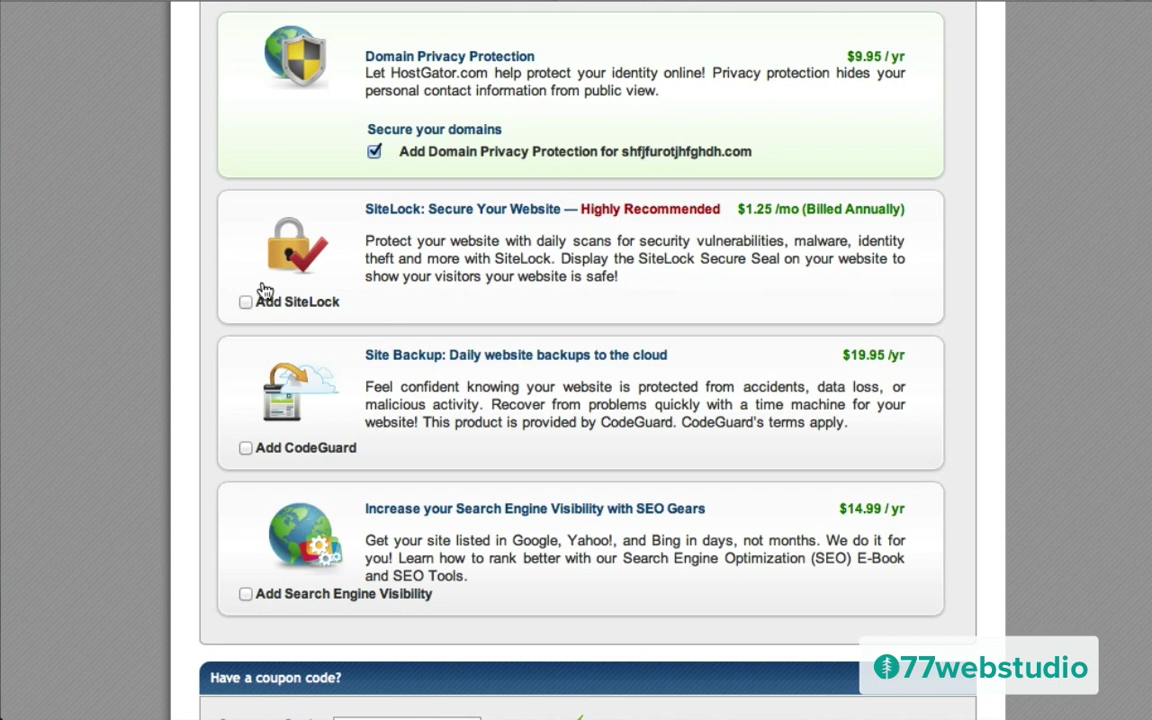 Domain Privacy Protection $9.95 / yr
Let HostGator.com help protect your identity online! Privacy protection hides your
personal contact information from public view.
Secure your domains
Add Domain Privacy Protection for shfjfurotjhfghdh.com
SiteLock: Secure Your Website — Highly Recommended $1.25 /mo (Billed Annually)
Protect your website with daily scans for security vulnerabilities, malware, identity
theft and more with SiteLock. Display the SiteLock Secure Seal on your website to
show your visitors your website is safe!
Add SiteLock
Site Backup: Daily website backups to the cloud $19.95 /yr
Feel confident knowing your website is protected from accidents, data loss, or
malicious activity. Recover from problems quickly with a time machine for your
website! This product is provided by CodeGuard. CodeGuard's terms apply.
Add CodeGuard
Increase your Search Engine Visibility with SEO Gears $14.99 / yr
Get your site listed in Google, Yahoo!, and Bing in days, not months. We do it for
you! Learn how to rank better with our Search Engine Optimization (SEO) E-Book
and SEO Tools.
Add Search Engine Visibility
Have a coupon code?
77webstudio